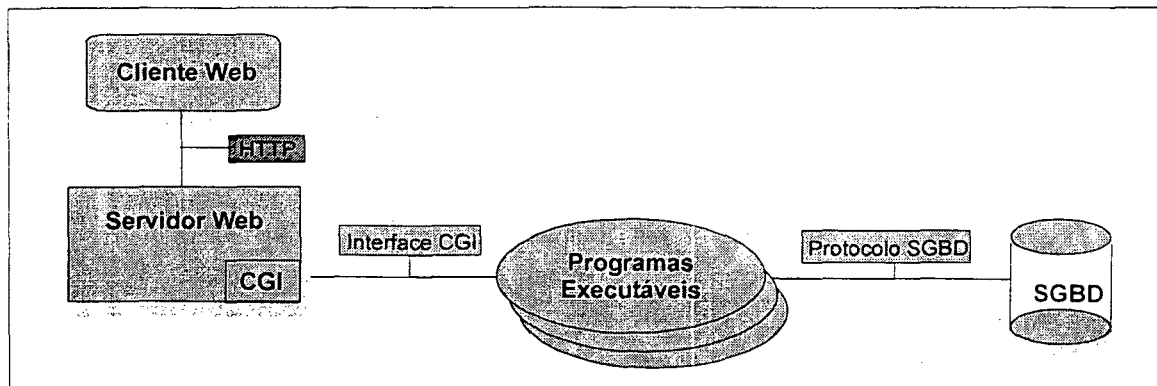 Cliente Web
HTTP
Servidor Web
CGI
Interface CGI
Programas
Executáveis
Protocolo SGBD
SGBD